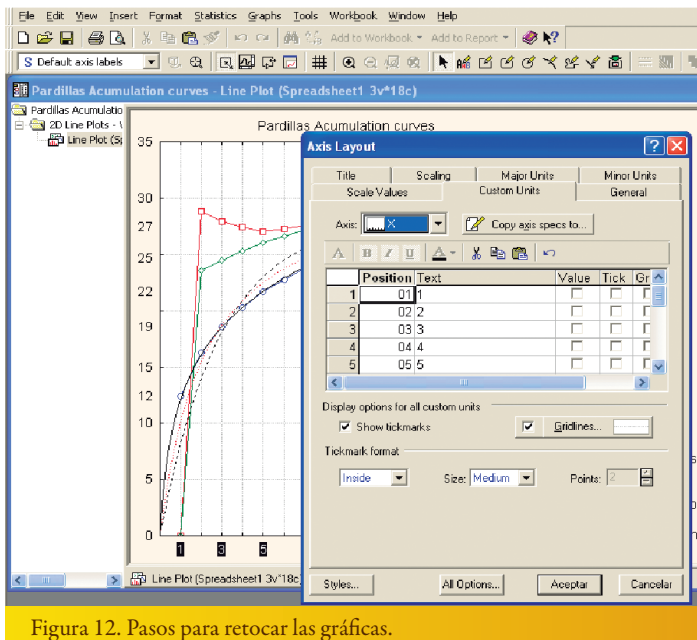 File Edit View Insert Format Statistics Graphs Tools Workbook Window Help
Add to Workbook Add to Report
S Default axis labels
Pardillas Acumulation curves - Line Plot (Spreadsheet1 3v*18c)
Pardillas Acumulatio
2D Line Plots - \
Line Plot (S
Pardillas Acumulation curves
35
30
27
25
22
19
15
12
10
5
0
1 3 5
Line Plot (Spreadsheet1 3v*18c
Axis Layout
Title Scaling Major Units Minor Units
Scale Values Custom Units General
Axis: X Copy axis specs to...
A B I U A
Position Text Value Tick Gr
1 01 1
2 02 2
3 03 3
4 04 4
5 05 5
Display options for all custom units
Show tickmarks Gridlines...
Tickmark format
Inside Size: Medium Points: 2
Styles... All Options... Aceptar Cancelar
Figura 12. Pasos para retocar las gráficas.